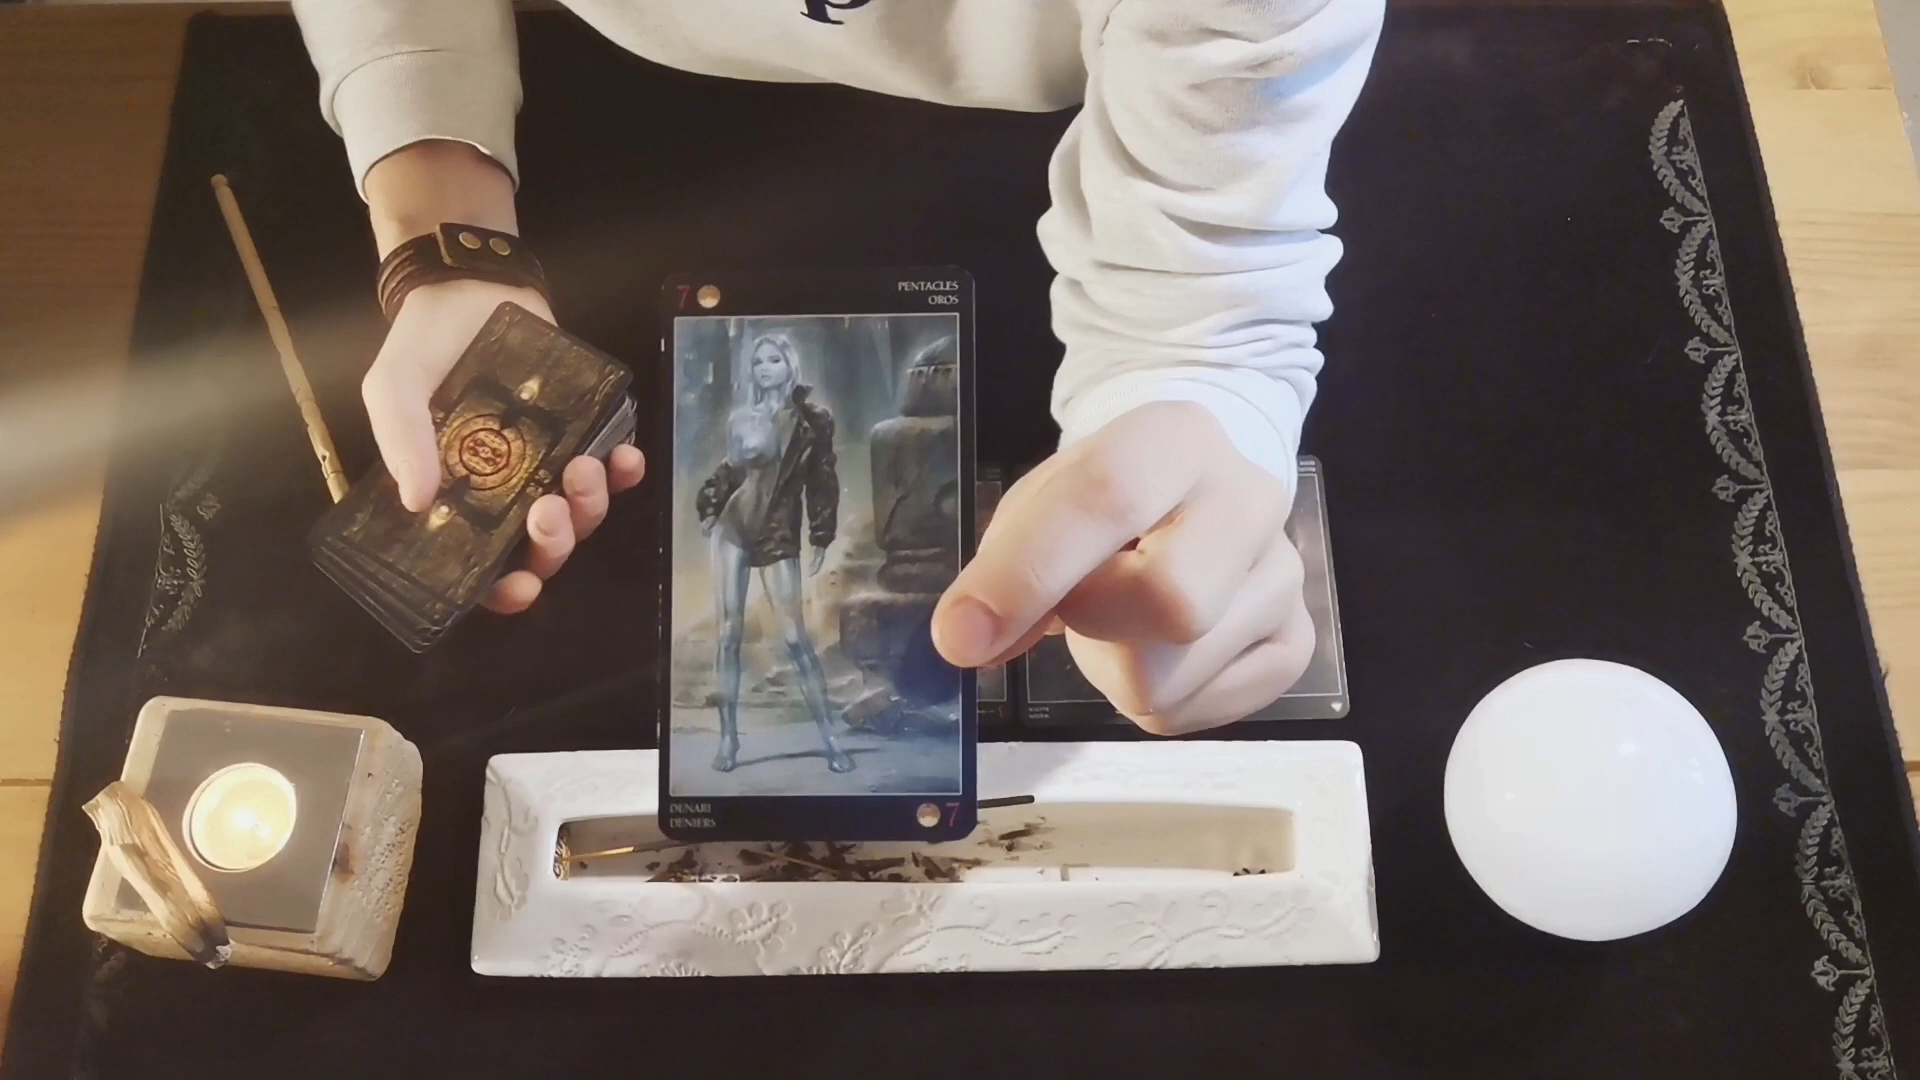 7
PENTACLES
OROS
DENARI
DENIERS
7